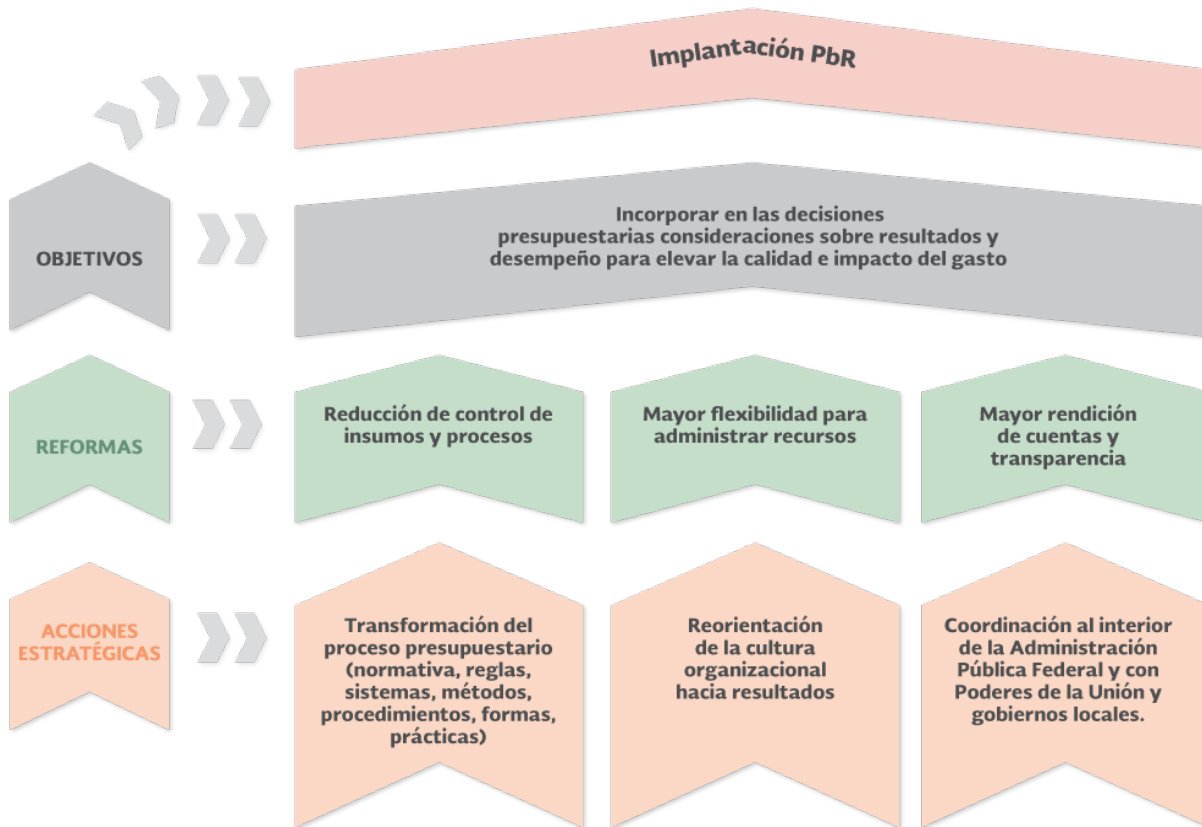 Implantación PbR
OBJETIVOS
Incorporar en las decisiones
presupuestarias consideraciones sobre resultados y
desempeño para elevar la calidad e impacto del gasto
REFORMAS
Reducción de control de
insumos y procesos
Mayor flexibilidad para
administrar recursos
Mayor rendición
de cuentas y
transparencia
ACCIONES
ESTRATÉGICAS
Transformación del
proceso presupuestario
(normativa, reglas,
sistemas, métodos,
procedimientos, formas,
prácticas)
Reorientación
de la cultura
organizacional
hacia resultados
Coordinación al interior
de la Administración
Pública Federal y con
Poderes de la Unión y
gobiernos locales.